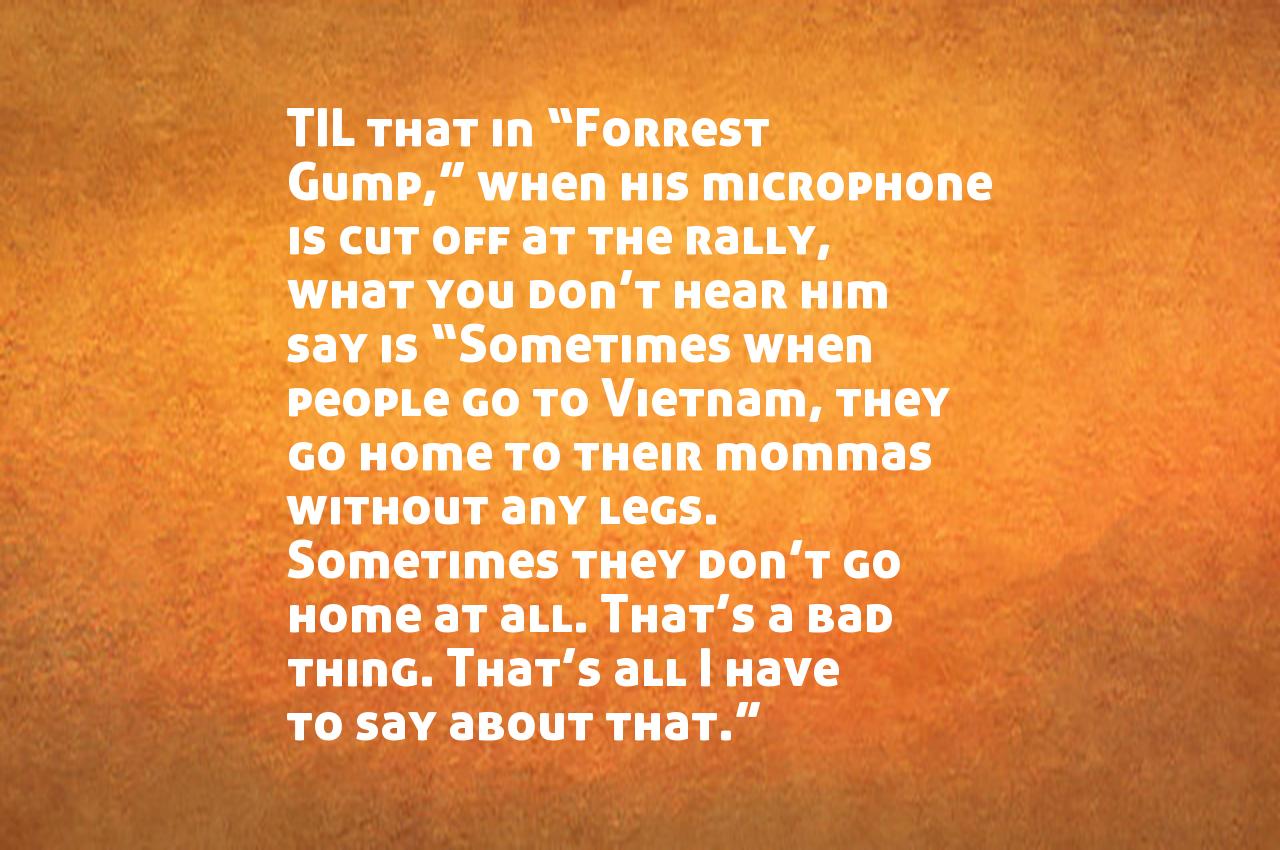 TIL that in “Forrest
Gump,” when his microphone
is cut off at the rally,
what you don’t hear him
say is “Sometimes when
people go to Vietnam, they
go home to their mommas
without any legs.
Sometimes they don’t go
home at all. That’s a bad
thing. That’s all I have
to say about that.”